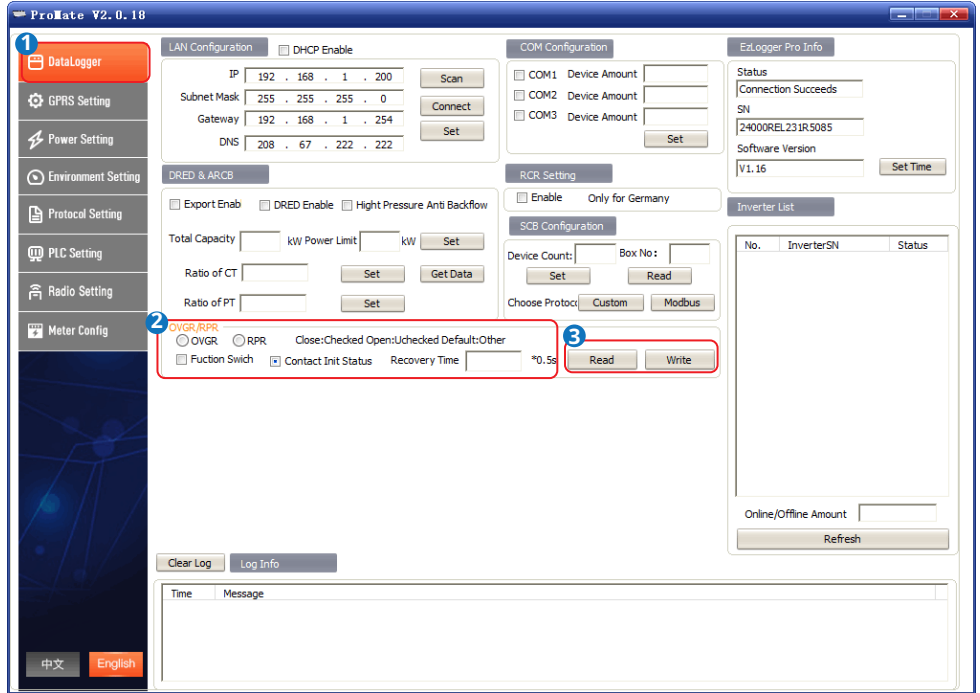 ProMate V2.0.18
1
DataLogger
GPRS Setting
Power Setting
Environment Setting
Protocol Setting
PLC Setting
Radio Setting
Meter Config
中文
English
LAN Configuration
DHCP Enable
IP 192 . 168 . 1 . 200
Scan
Subnet Mask 255 . 255 . 255 . 0
Connect
Gateway 192 . 168 . 1 . 254
Set
DNS 208 . 67 . 222 . 222
COM Configuration
COM1 Device Amount
COM2 Device Amount
COM3 Device Amount
Set
EzLogger Pro Info
Status
Connection Succeeds
SN
24000REL231R5085
Software Version
V1.16
Set Time
DRED & ARCB
Export Enab
DRED Enable
Hight Pressure Anti Backflow
Total Capacity
kW Power Limit
kW
Set
Ratio of CT
Set
Get Data
Ratio of PT
Set
RCR Setting
Enable
Only for Germany
SCB Configuration
Device Count:
Box No:
Set
Read
Choose Protocc
Custom
Modbus
2
OVGR/RPR
OVGR
RPR
Close:Checked Open:Uchecked Default:Other
Fuction Swich
Contact Init Status
Recovery Time
*0.5s
3
Read
Write
Inverter List
No. InverterSN Status
Online/Offline Amount
Refresh
Clear Log
Log Info
Time Message